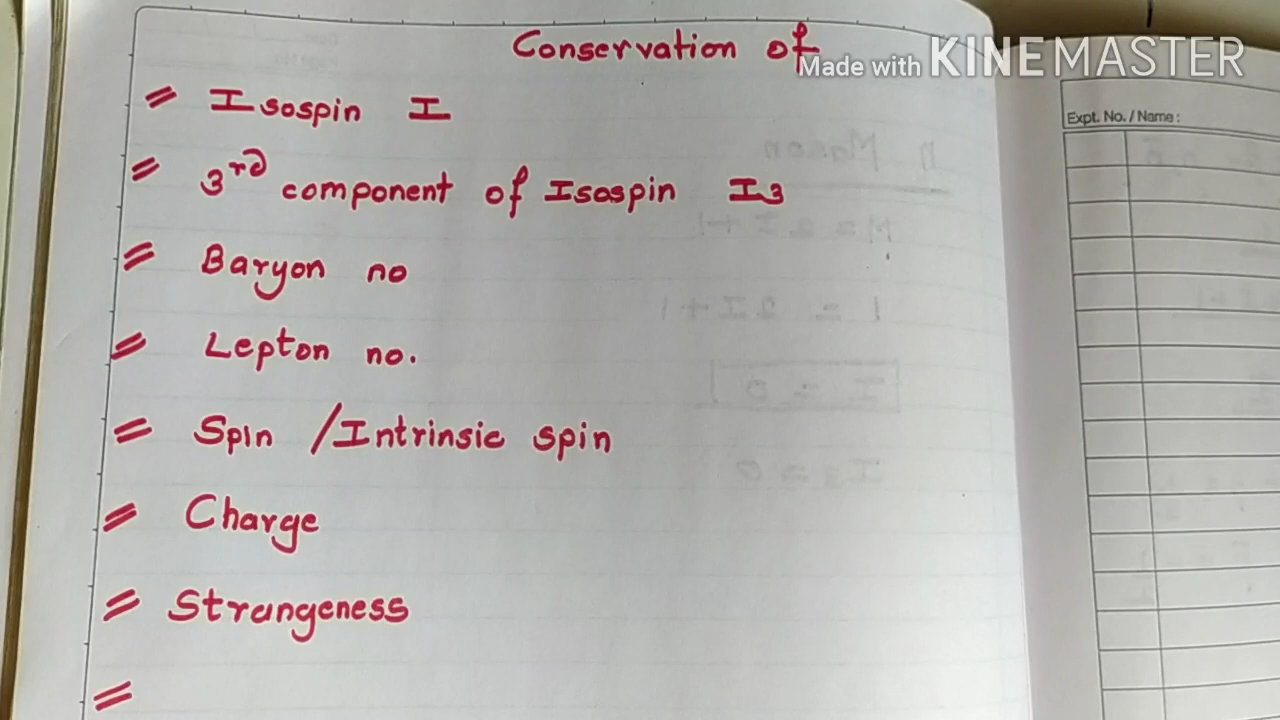 Conservation of
Made with KINEMASTER
= Isospin I
= 3rd component of Isospin I3
= Baryon no
= Lepton no.
= Spin / Intrinsic spin
= Charge
= Strangeness
=
Expt. No. / Name :